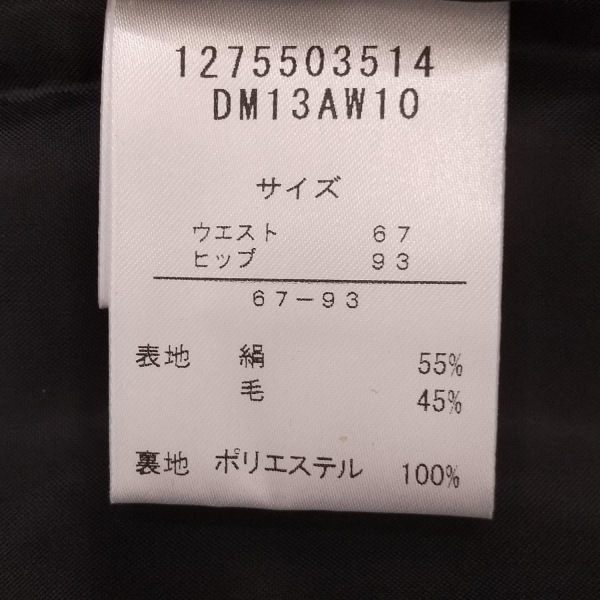 1275503514
DM13AW10
サイズ
ウエスト 67
ヒップ 93
67-93
表地 絹 55%
毛 45%
裏地 ポリエステル 100%